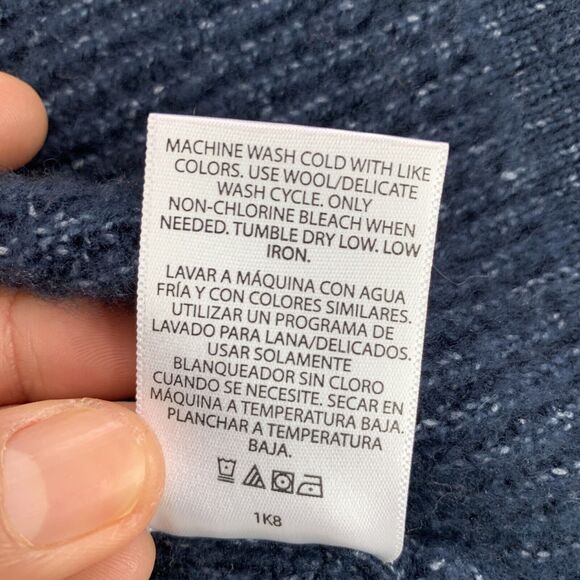 MACHINE WASH COLD WITH LIKE
COLORS. USE WOOL/DELICATE
WASH CYCLE. ONLY
NON-CHLORINE BLEACH WHEN
NEEDED. TUMBLE DRY LOW. LOW
IRON.
LAVAR A MÁQUINA CON AGUA
FRÍA Y CON COLORES SIMILARES.
UTILIZAR UN PROGRAMA DE
LAVADO PARA LANA/DELICADOS.
USAR SOLAMENTE
BLANQUEADOR SIN CLORO
CUANDO SE NECESITE. SECAR EN
MÁQUINA A TEMPERATURA BAJA.
PLANCHAR A TEMPERATURA
BAJA.
1K8